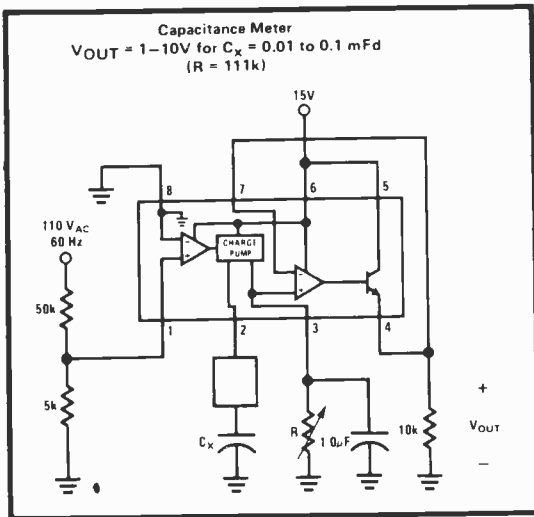 Capacitance Meter
VOUT = 1–10V for CX = 0.01 to 0.1 mFd
(R = 111k)
15V
8 7 6 5
110 VAC
60 Hz
CHARGE
PUMP
50k
1 2 3 4
5k
CX
R
1 0µF
10k
+
VOUT
−